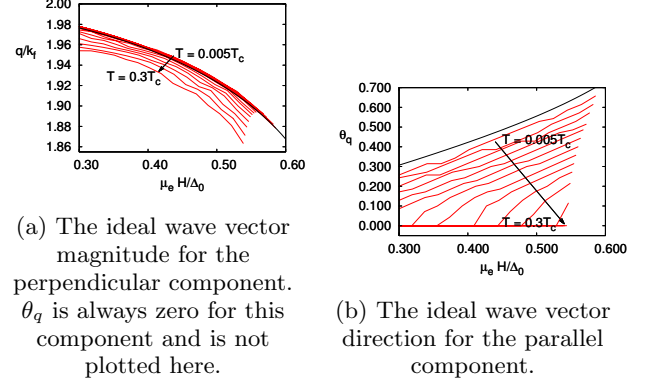 2.00
1.98
1.96
1.94
1.92
1.90
1.88
1.86
q/k_f
T = 0.005T_c
T = 0.3T_c
0.30 0.40 0.50 0.60
μ_e H/Δ_0
(a) The ideal wave vector
magnitude for the
perpendicular component.
θ_q is always zero for this
component and is not
plotted here.
0.700
0.600
0.500
0.400
0.300
0.200
0.100
0.000
θ_q
T = 0.005T_c
T = 0.3T_c
0.300 0.400 0.500 0.600
μ_e H/Δ_0
(b) The ideal wave vector
direction for the parallel
component.